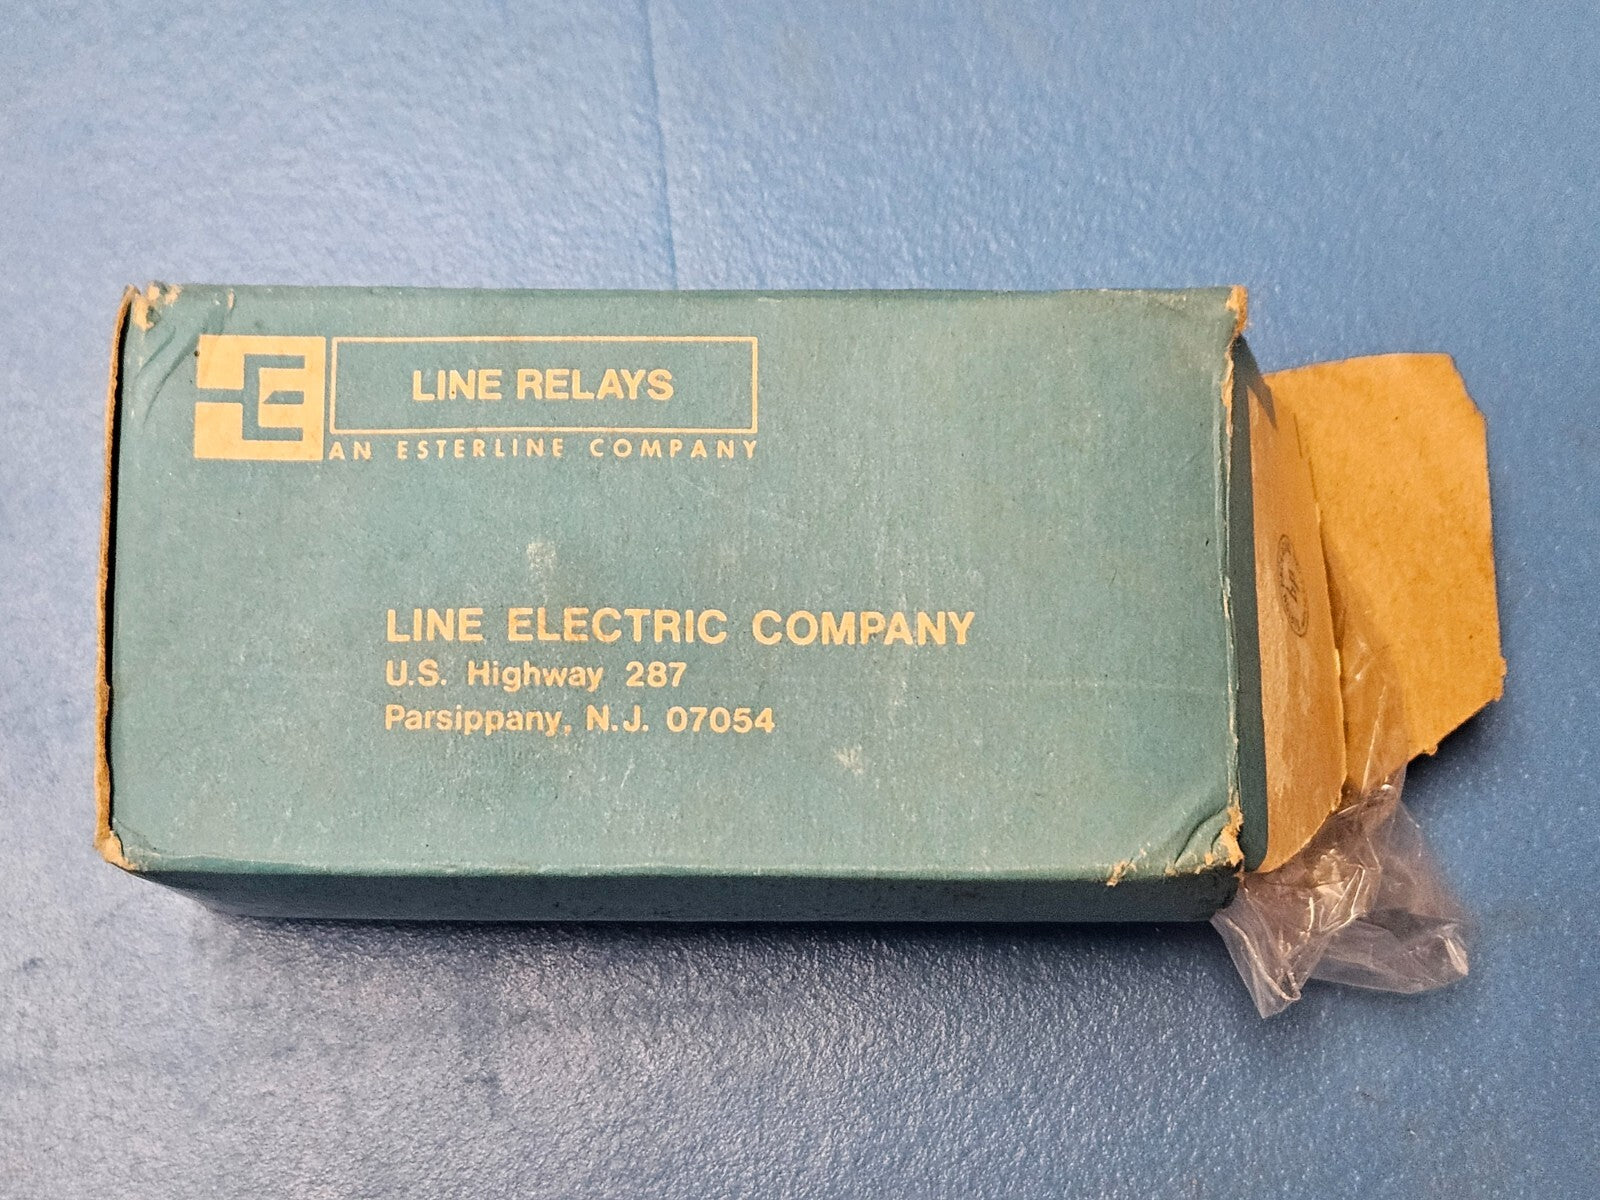 LINE RELAYS
AN ESTERLINE COMPANY
LINE ELECTRIC COMPANY
U.S. Highway 287
Parsippany, N.J. 07054